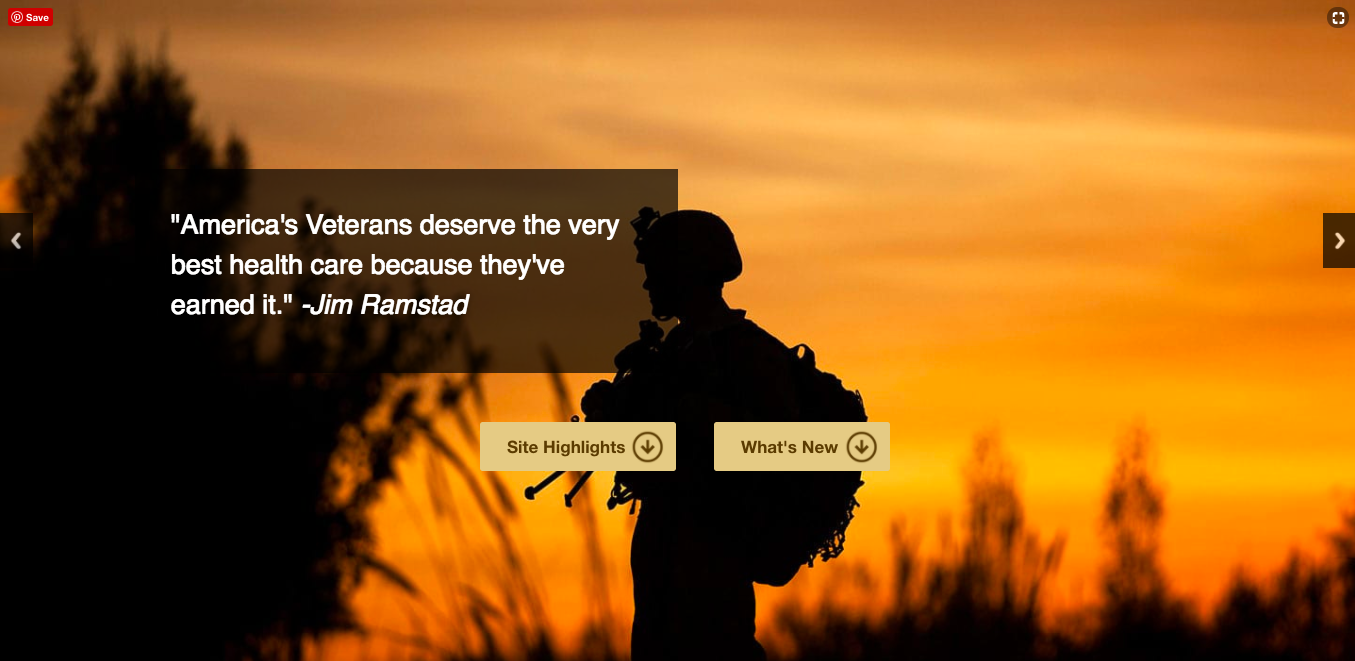 Save
"America's Veterans deserve the very
best health care because they've
earned it." -Jim Ramstad
Site Highlights
What's New